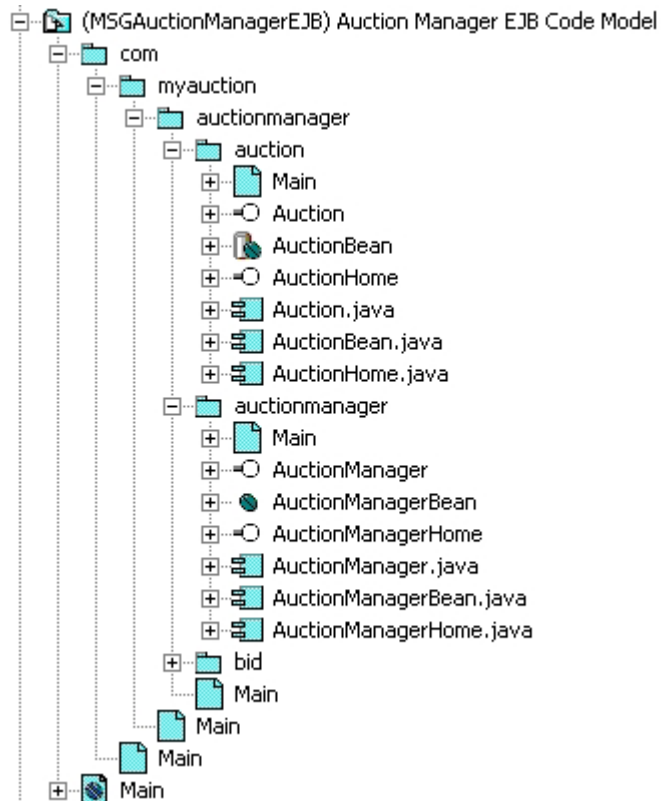 (MSGAuctionManagerEJB) Auction Manager EJB Code Model
com
myauction
auctionmanager
auction
Main
Auction
AuctionBean
AuctionHome
Auction.java
AuctionBean.java
AuctionHome.java
auctionmanager
Main
AuctionManager
AuctionManagerBean
AuctionManagerHome
AuctionManager.java
AuctionManagerBean.java
AuctionManagerHome.java
bid
Main
Main
Main
Main